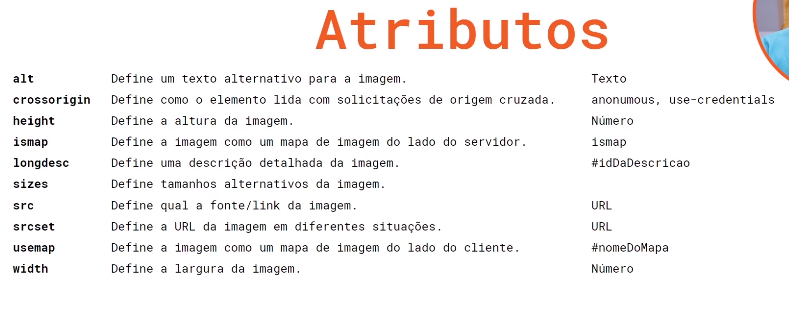 Atributos
alt Define um texto alternativo para a imagem. Texto
crossorigin Define como o elemento lida com solicitações de origem cruzada. anonumous, use-credentials
height Define a altura da imagem. Número
ismap Define a imagem como um mapa de imagem do lado do servidor. ismap
longdesc Define uma descrição detalhada da imagem. #idDaDescricao
sizes Define tamanhos alternativos da imagem.
src Define qual a fonte/link da imagem. URL
srcset Define a URL da imagem em diferentes situações. URL
usemap Define a imagem como um mapa de imagem do lado do cliente. #nomeDoMapa
width Define a largura da imagem. Número